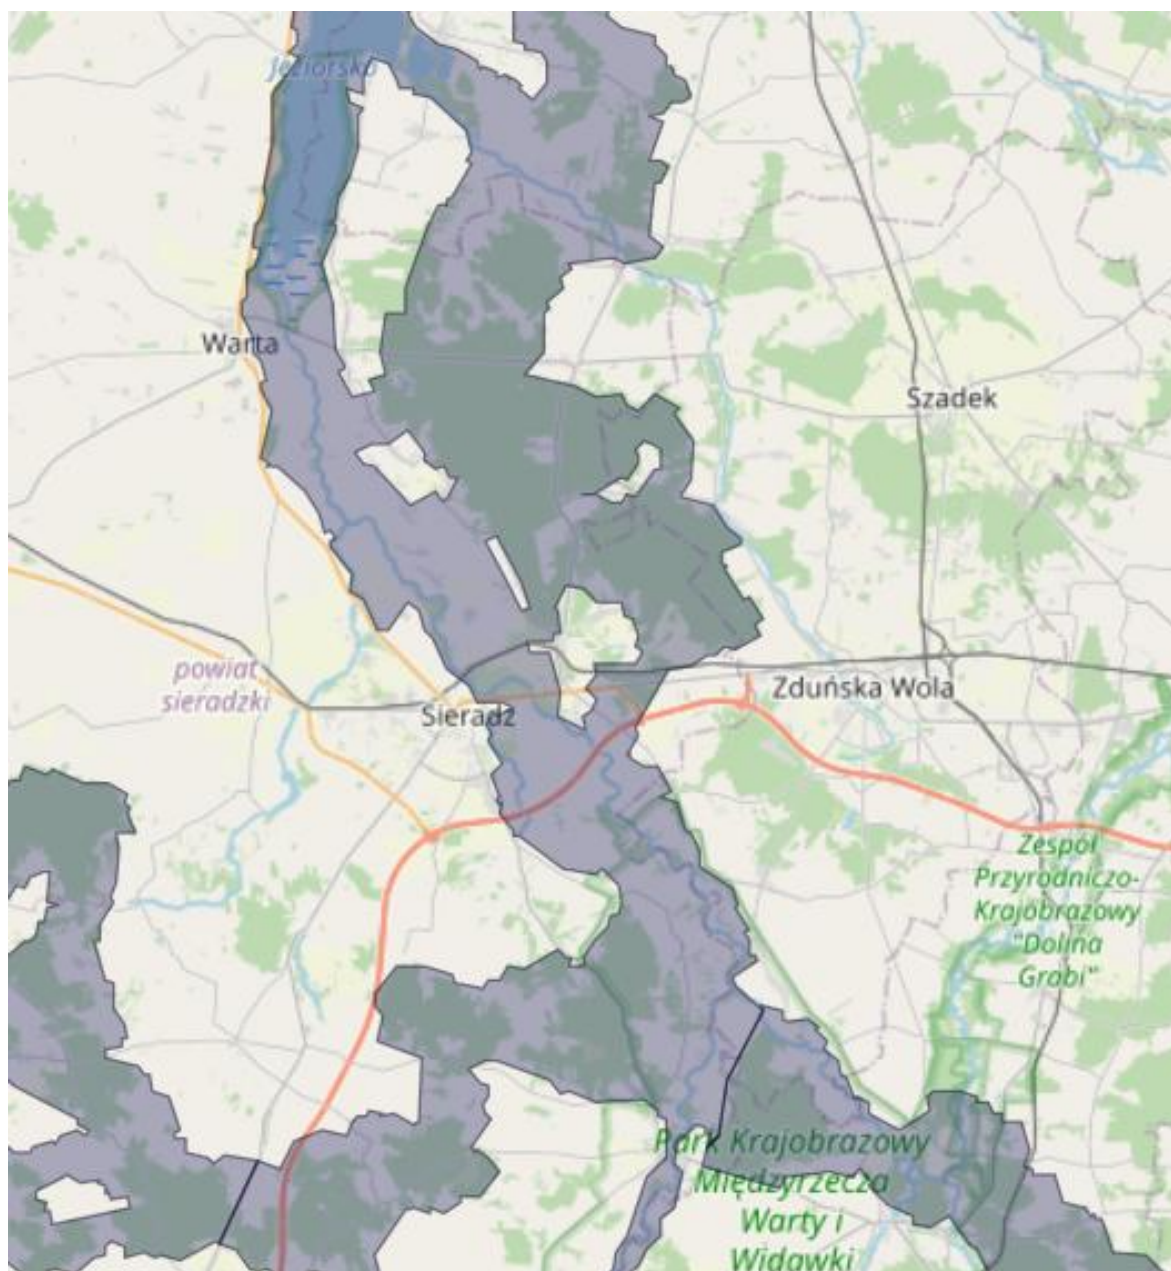 Jeziorsko
Warta
Szadek
powiat
sieradzki
Sieradz
Zduńska Wola
Zespół
Przyrodniczo-
Krajobrazowy
"Dolina
Grabi"
Park Krajobrazowy
Międzyrzecza
Warty i
Widawki